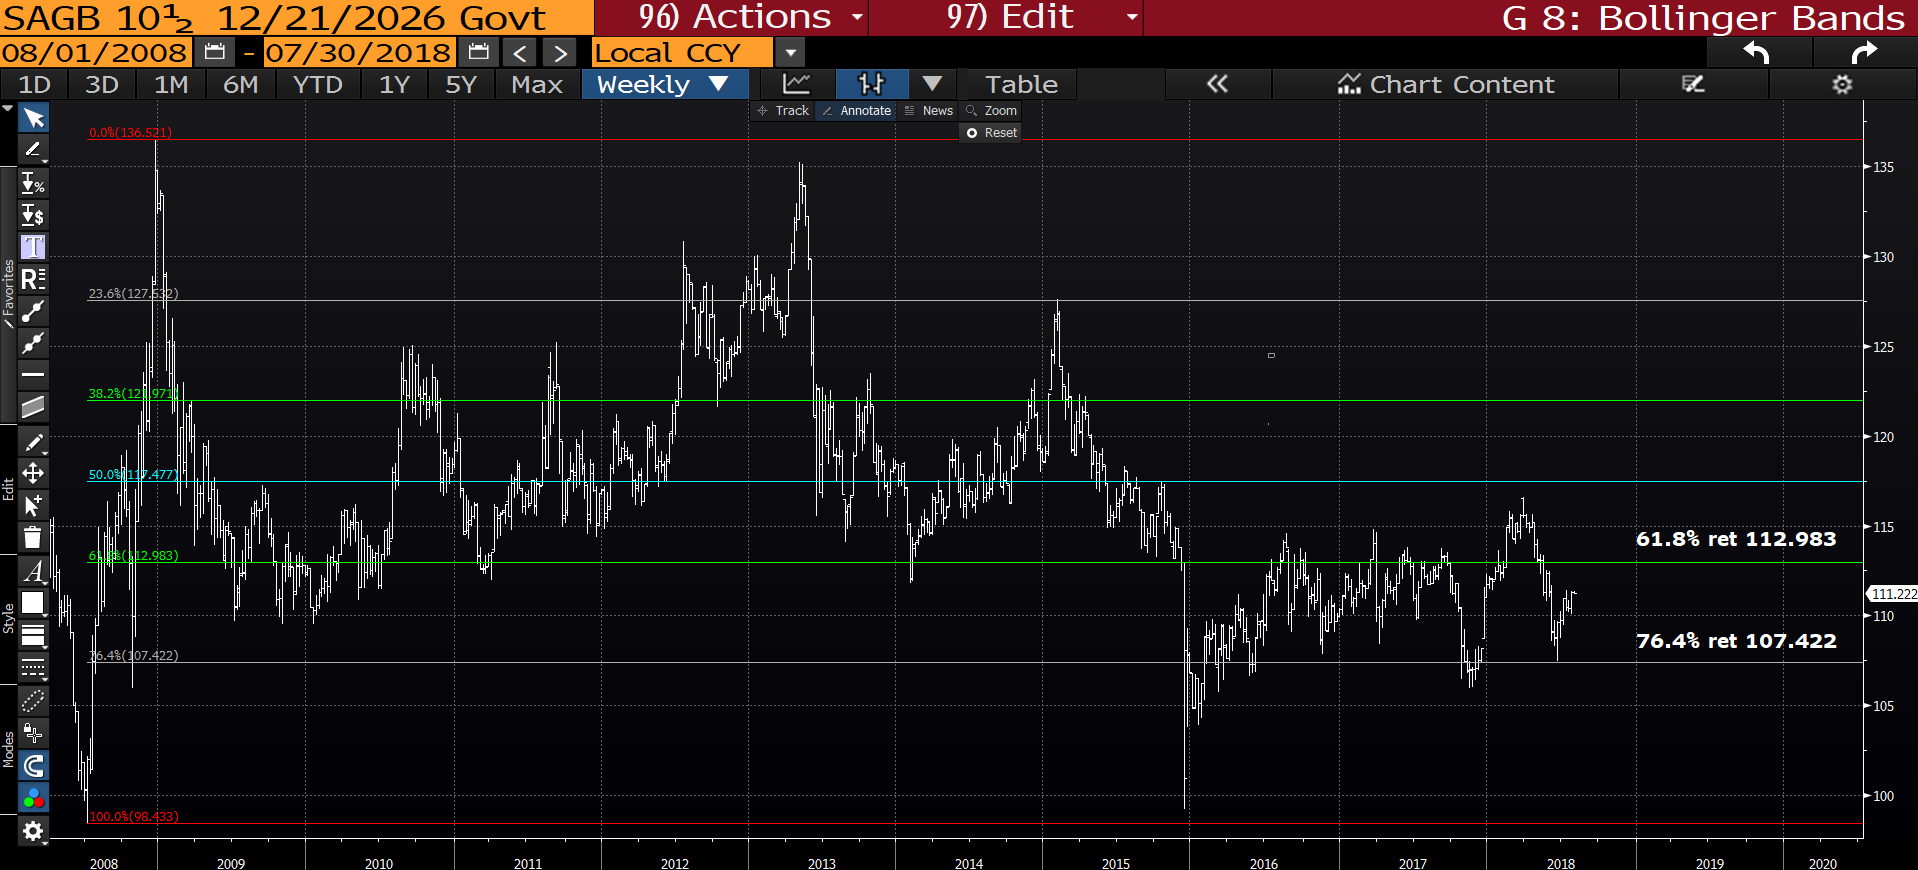 SAGB 10½ 12/21/2026 Govt 96) Actions 97) Edit G 8: Bollinger Bands
08/01/2008 - 07/30/2018 < > Local CCY
1D 3D 1M 6M YTD 1Y 5Y Max Weekly Table Chart Content
Track Annotate News Zoom
Reset
Favorites
Edit
Style
Modes
%
$
T
R
A
0.0%(136.521)
23.6%(127.532)
38.2%(121.971)
50.0%(117.477)
61.8%(112.983)
76.4%(107.422)
100.0%(98.433)
61.8% ret 112.983
76.4% ret 107.422
135
130
125
120
115
111.222
110
105
100
2008 2009 2010 2011 2012 2013 2014 2015 2016 2017 2018 2019 2020